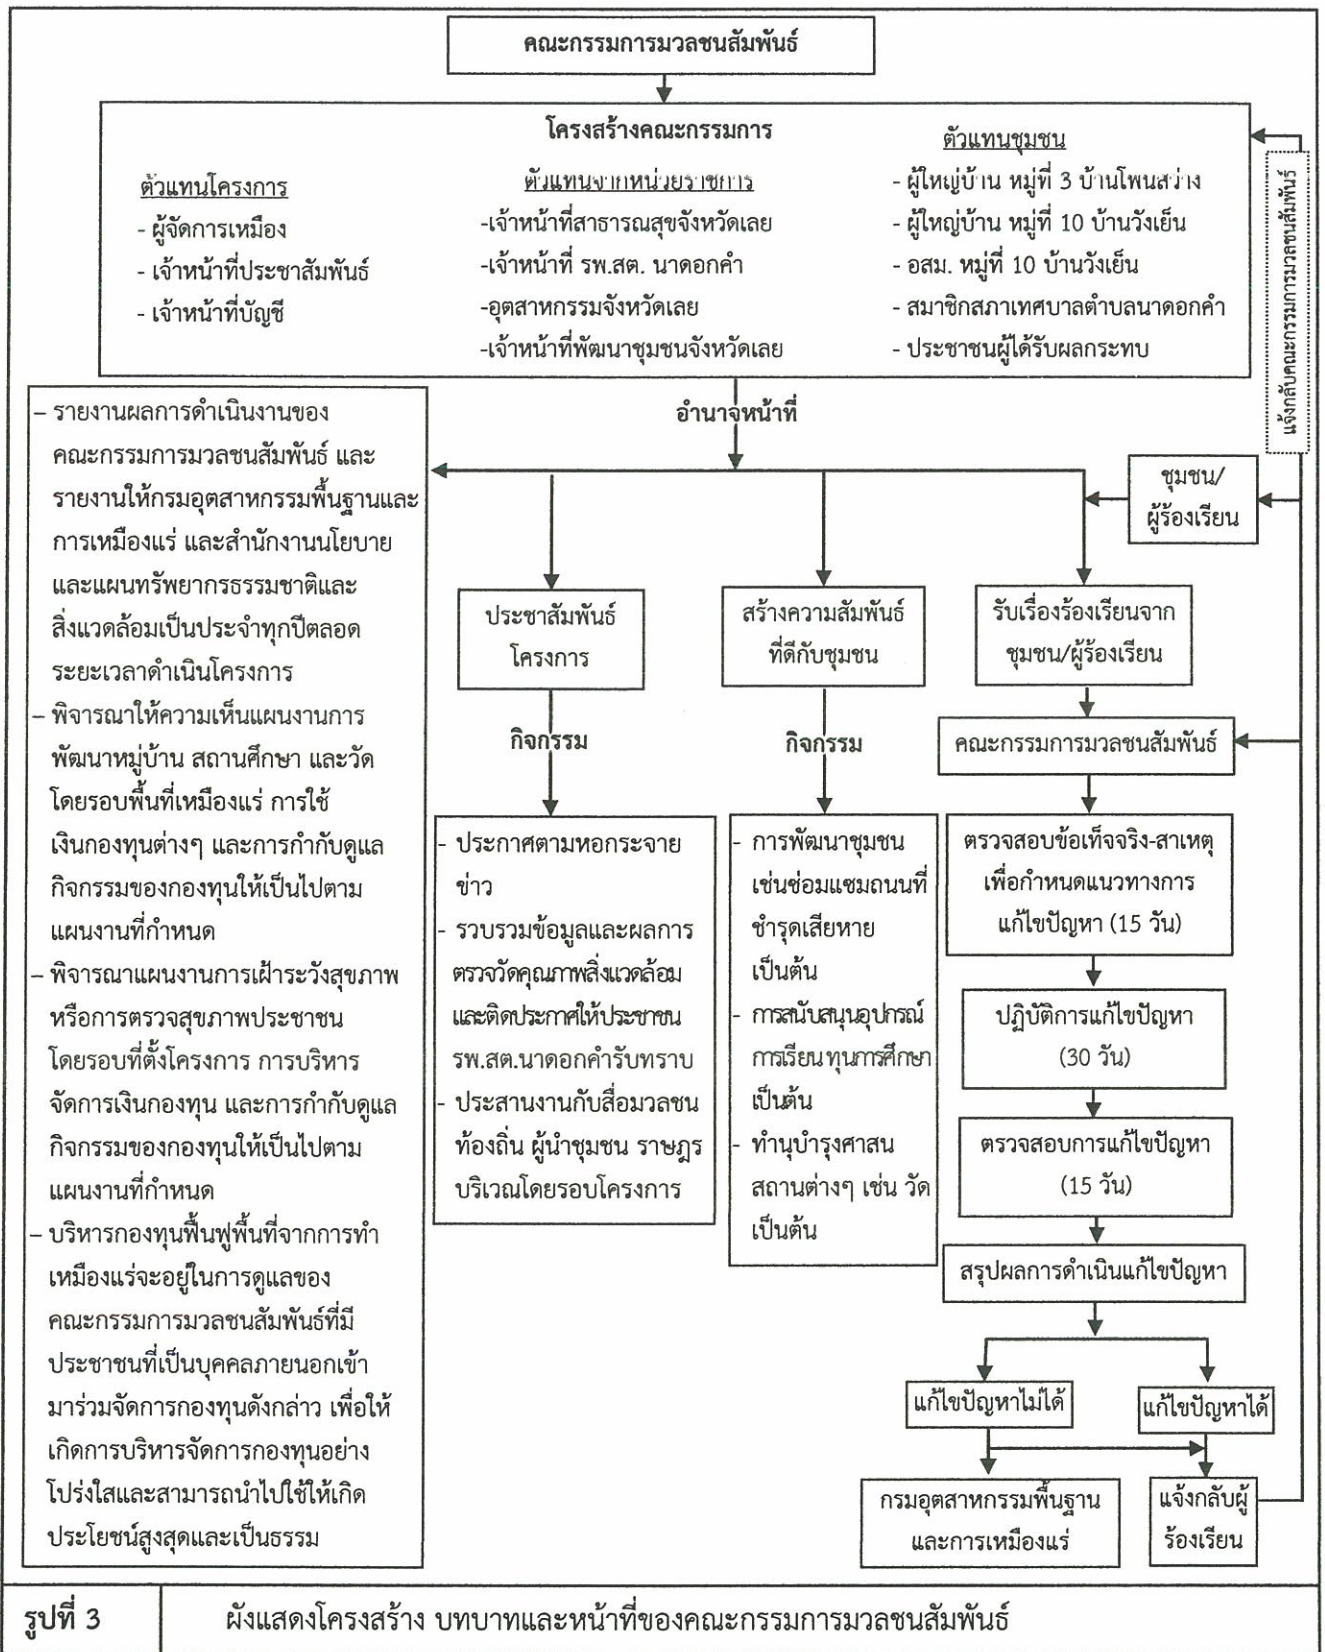 คณะกรรมการมวลชนสัมพันธ์
โครงสร้างคณะกรรมการ
ตัวแทนโครงการ
- ผู้จัดการเหมือง
- เจ้าหน้าที่ประชาสัมพันธ์
- เจ้าหน้าที่บัญชี
ตัวแทนจากหน่วยราชการ
-เจ้าหน้าที่สาธารณสุขจังหวัดเลย
-เจ้าหน้าที่ รพ.สต. นาดอกคำ
-อุตสาหกรรมจังหวัดเลย
-เจ้าหน้าที่พัฒนาชุมชนจังหวัดเลย
ตัวแทนชุมชน
- ผู้ใหญ่บ้าน หมู่ที่ 3 บ้านโพนสว่าง
- ผู้ใหญ่บ้าน หมู่ที่ 10 บ้านวังเย็น
- อสม. หมู่ที่ 10 บ้านวังเย็น
- สมาชิกสภาเทศบาลตำบลนาดอกคำ
- ประชาชนผู้ได้รับผลกระทบ
แจ้งกลับคณะกรรมการมวลชนสัมพันธ์
อำนาจหน้าที่
– รายงานผลการดำเนินงานของ
คณะกรรมการมวลชนสัมพันธ์ และ
รายงานให้กรมอุตสาหกรรมพื้นฐานและ
การเหมืองแร่ และสำนักงานนโยบาย
และแผนทรัพยากรธรรมชาติและ
สิ่งแวดล้อมเป็นประจำทุกปีตลอด
ระยะเวลาดำเนินโครงการ
– พิจารณาให้ความเห็นแผนงานการ
พัฒนาหมู่บ้าน สถานศึกษา และวัด
โดยรอบพื้นที่เหมืองแร่ การใช้
เงินกองทุนต่างๆ และการกำกับดูแล
กิจกรรมของกองทุนให้เป็นไปตาม
แผนงานที่กำหนด
– พิจารณาแผนงานการเฝ้าระวังสุขภาพ
หรือการตรวจสุขภาพประชาชน
โดยรอบที่ตั้งโครงการ การบริหาร
จัดการเงินกองทุน และการกำกับดูแล
กิจกรรมของกองทุนให้เป็นไปตาม
แผนงานที่กำหนด
– บริหารกองทุนฟื้นฟูพื้นที่จากการทำ
เหมืองแร่จะอยู่ในการดูแลของ
คณะกรรมการมวลชนสัมพันธ์ที่มี
ประชาชนที่เป็นบุคคลภายนอกเข้า
มาร่วมจัดการกองทุนดังกล่าว เพื่อให้
เกิดการบริหารจัดการกองทุนอย่าง
โปร่งใสและสามารถนำไปใช้ให้เกิด
ประโยชน์สูงสุดและเป็นธรรม
ประชาสัมพันธ์
โครงการ
กิจกรรม
- ประกาศตามหอกระจาย
ข่าว
- รวบรวมข้อมูลและผลการ
ตรวจวัดคุณภาพสิ่งแวดล้อม
และติดประกาศให้ประชาชน
รพ.สต.นาดอกคำรับทราบ
- ประสานงานกับสื่อมวลชน
ท้องถิ่น ผู้นำชุมชน ราษฎร
บริเวณโดยรอบโครงการ
สร้างความสัมพันธ์
ที่ดีกับชุมชน
กิจกรรม
- การพัฒนาชุมชน
เช่นซ่อมแซมถนนที่
ชำรุดเสียหาย
เป็นต้น
- การสนับสนุนอุปกรณ์
การเรียน ทุนการศึกษา
เป็นต้น
- ทำนุบำรุงศาสน
สถานต่างๆ เช่น วัด
เป็นต้น
ชุมชน/
ผู้ร้องเรียน
รับเรื่องร้องเรียนจาก
ชุมชน/ผู้ร้องเรียน
คณะกรรมการมวลชนสัมพันธ์
ตรวจสอบข้อเท็จจริง-สาเหตุ
เพื่อกำหนดแนวทางการ
แก้ไขปัญหา (15 วัน)
ปฏิบัติการแก้ไขปัญหา
(30 วัน)
ตรวจสอบการแก้ไขปัญหา
(15 วัน)
สรุปผลการดำเนินแก้ไขปัญหา
แก้ไขปัญหาไม่ได้
แก้ไขปัญหาได้
กรมอุตสาหกรรมพื้นฐาน
และการเหมืองแร่
แจ้งกลับผู้
ร้องเรียน
รูปที่ 3
ผังแสดงโครงสร้าง บทบาทและหน้าที่ของคณะกรรมการมวลชนสัมพันธ์